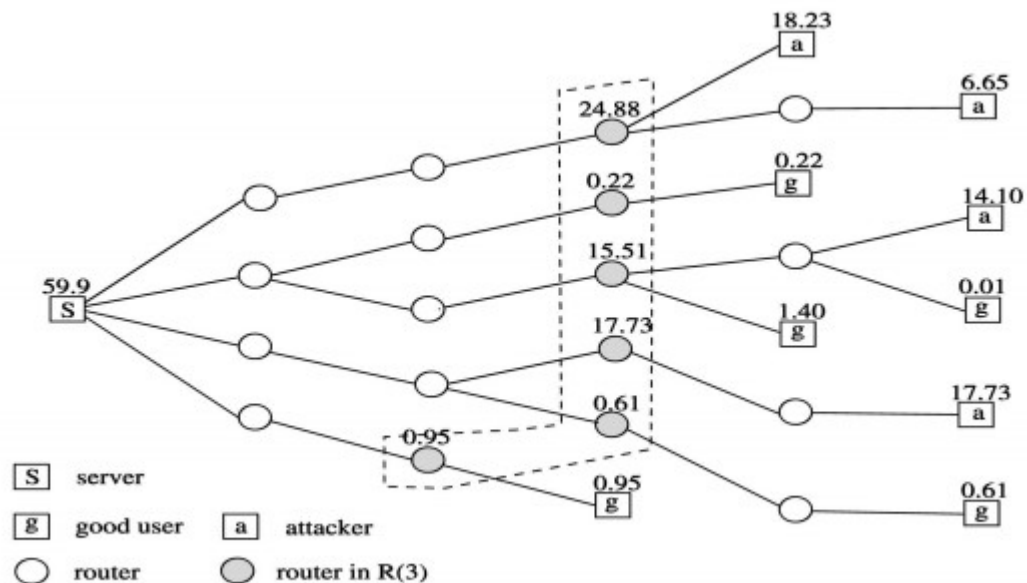 18.23
a
6.65
a
24.88
0.22
g
0.22
14.10
a
15.51
59.9
S
0.01
g
1.40
g
17.73
17.73
a
0.61
0.95
0.95
g
0.61
g
S server
g good user
a attacker
router
router in R(3)